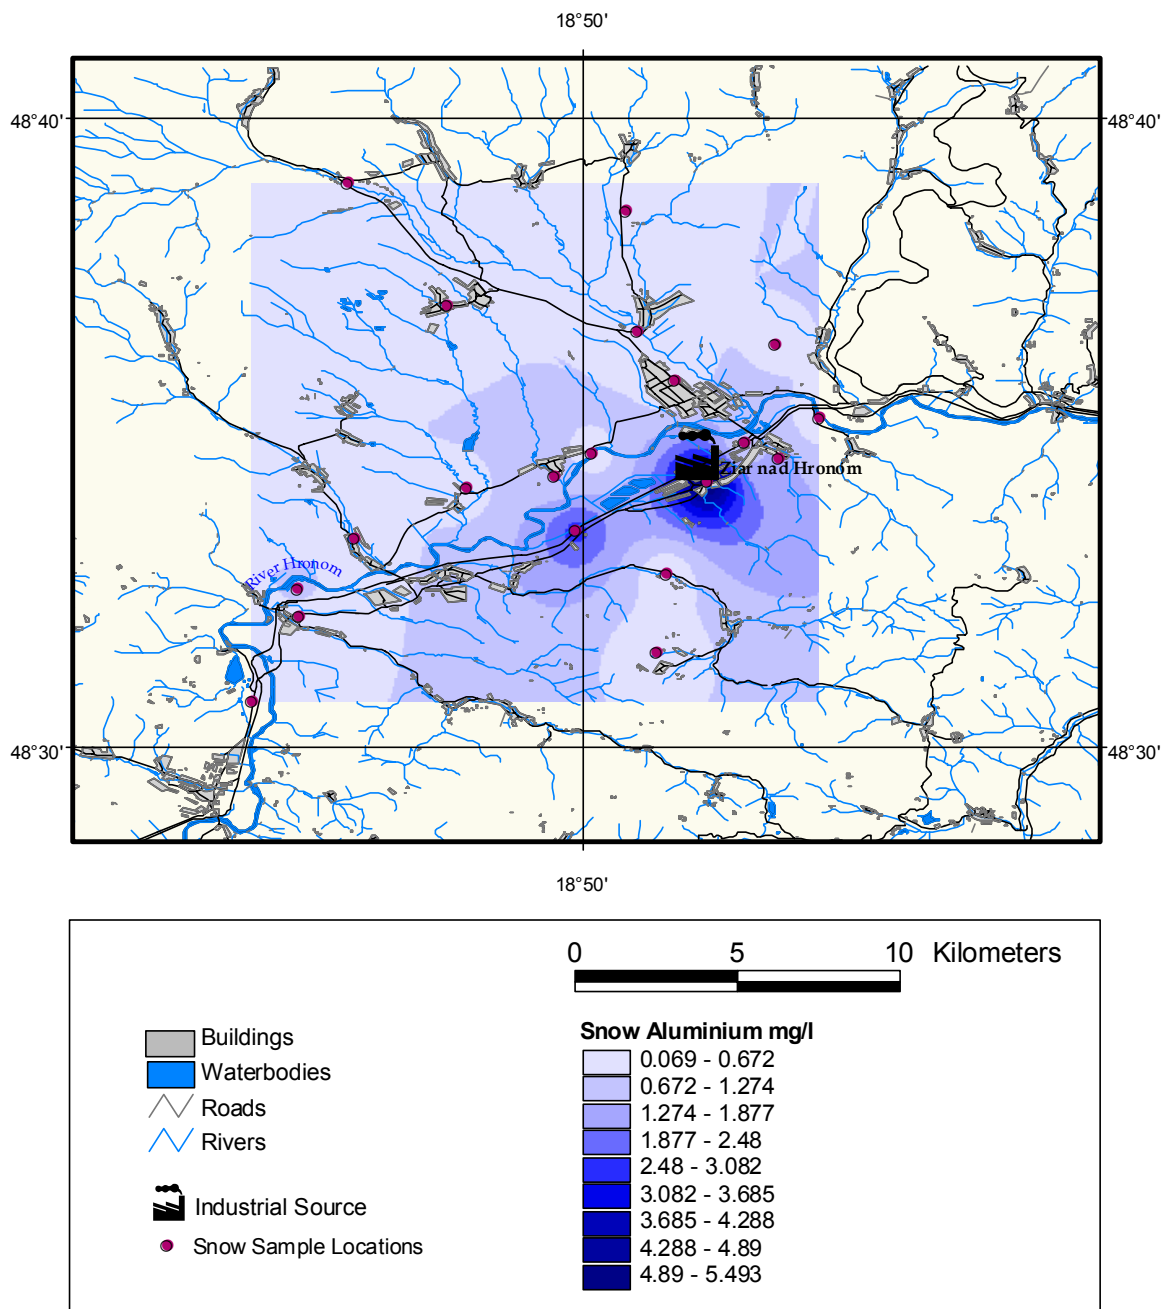 18°50'
48°40'
48°40'
Ziar nad Hronom
River Hronom
48°30'
48°30'
18°50'
0 5 10 Kilometers
Snow Aluminium mg/l
0.069 - 0.672
0.672 - 1.274
1.274 - 1.877
1.877 - 2.48
2.48 - 3.082
3.082 - 3.685
3.685 - 4.288
4.288 - 4.89
4.89 - 5.493
Buildings
Waterbodies
Roads
Rivers
Industrial Source
Snow Sample Locations